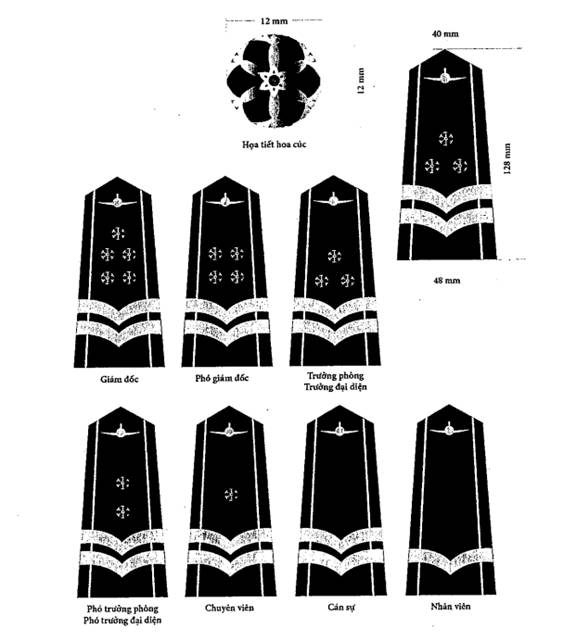 12 mm
40 mm
12 mm
128 mm
Họa tiết hoa cúc
48 mm
Giám đốc
Phó giám đốc
Trưởng phòng
Trưởng đại diện
Phó trưởng phòng
Phó trưởng đại diện
Chuyên viên
Cán sự
Nhân viên